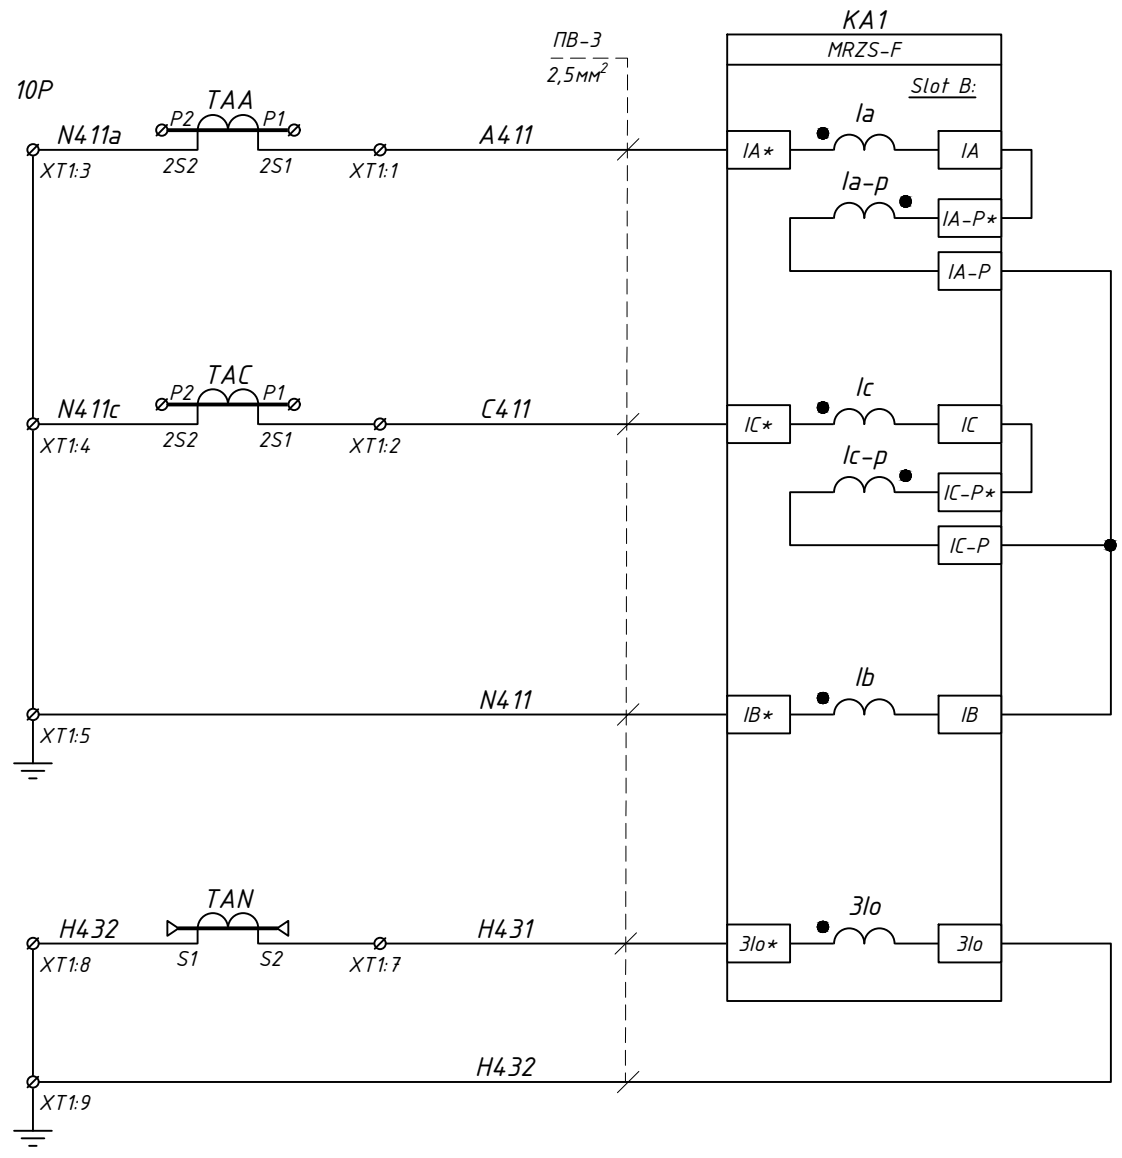 KA1
ПВ-3
MRZS-F
2,5мм²
10P
Slot B:
TAA
Ia
P2 P1
N411a
A411
IA*
IA
XT1:3
2S2
2S1
XT1:1
Ia-p
IA-P*
IA-P
TAC
Ic
P2 P1
N411c
C411
IC*
IC
XT1:4
2S2
2S1
XT1:2
Ic-p
IC-P*
IC-P
Ib
N411
IB*
IB
XT1:5
TAN
3Io
H432
H431
3Io*
3Io
XT1:8
S1
S2
XT1:7
H432
XT1:9